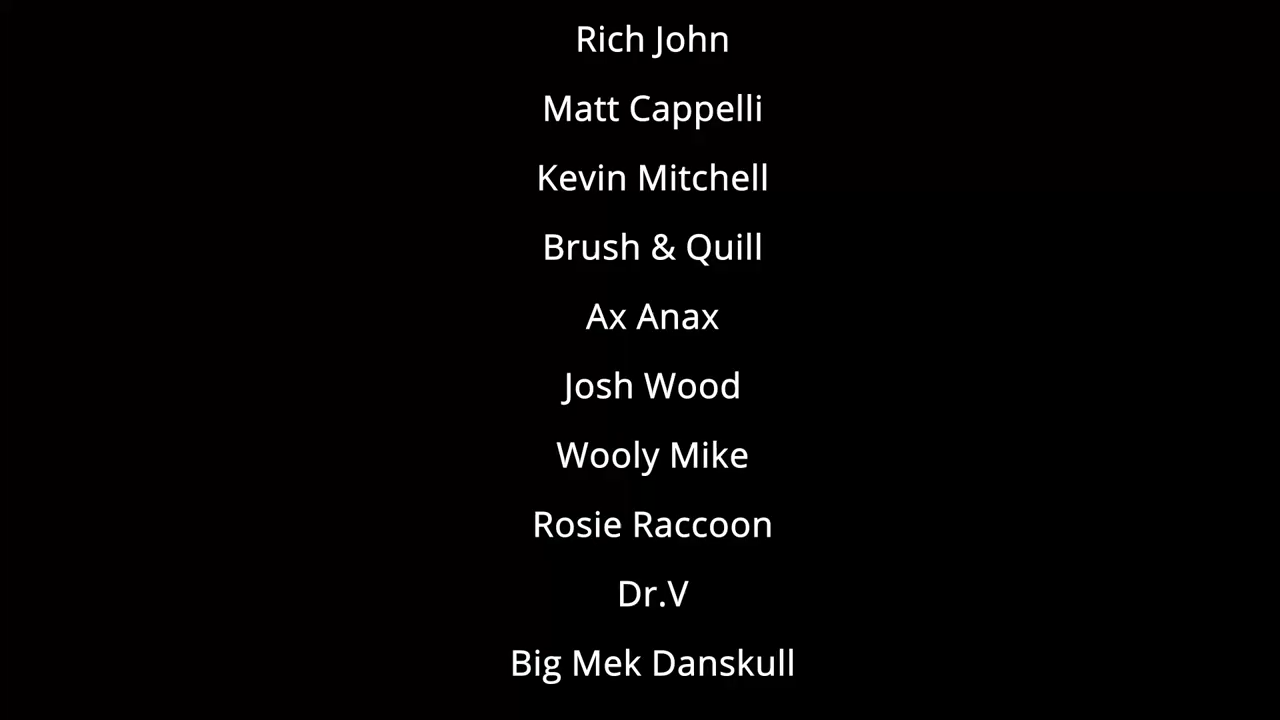 Rich John
Matt Cappelli
Kevin Mitchell
Brush & Quill
Ax Anax
Josh Wood
Wooly Mike
Rosie Raccoon
Dr.V
Big Mek Danskull